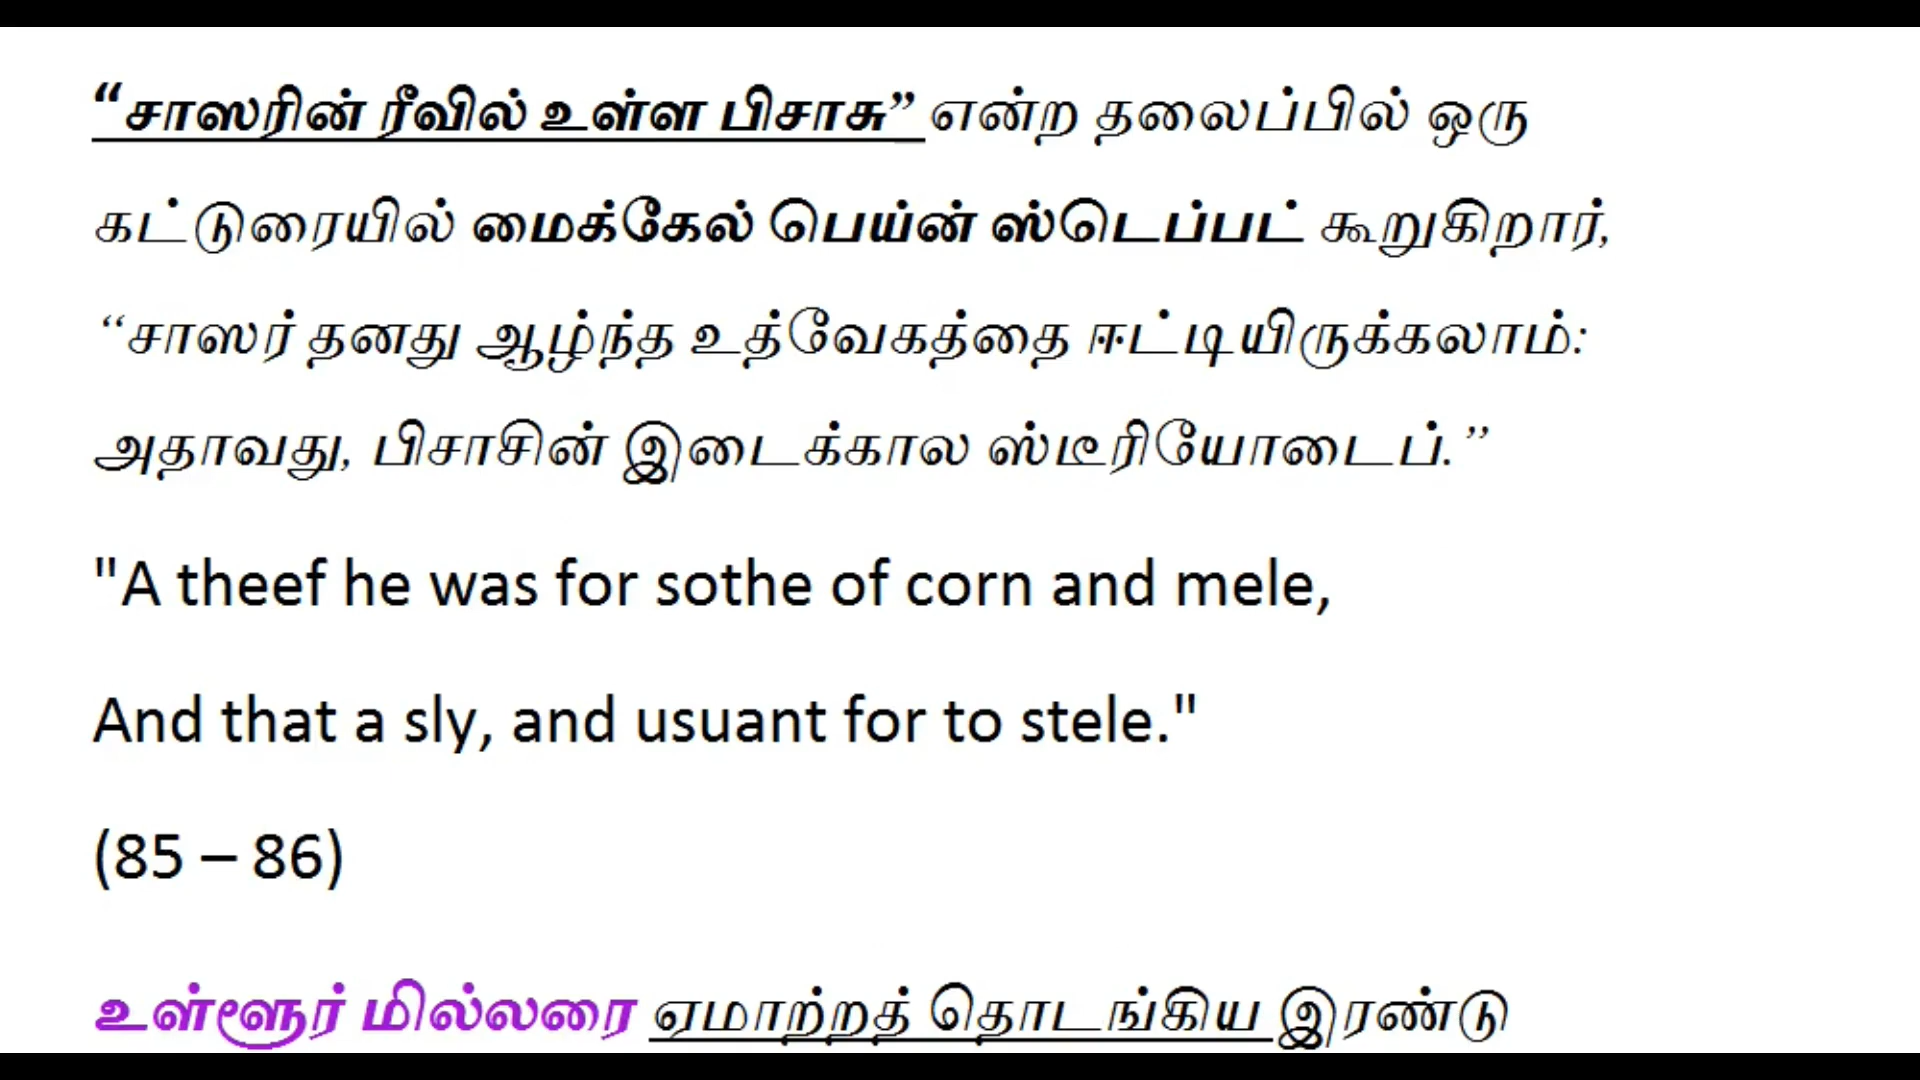 “சாஸரின் ரீவில் உள்ள பிசாசு” என்ற தலைப்பில் ஒரு
கட்டுரையில் மைக்கேல் பெய்ன் ஸ்டெப்பட் கூறுகிறார்,
“சாஸர் தனது ஆழ்ந்த உத்வேகத்தை ஈட்டியிருக்கலாம்:
அதாவது, பிசாசின் இடைக்கால ஸ்டீரியோடைப்.”
"A theef he was for sothe of corn and mele,
And that a sly, and usuant for to stele."
(85 – 86)
உள்ளூர் மில்லரை ஏமாற்றத் தொடங்கிய இரண்டு